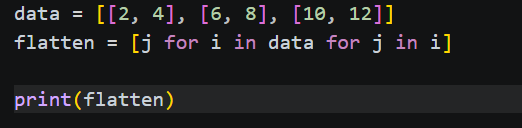 data = [[2, 4], [6, 8], [10, 12]]
flatten = [j for i in data for j in i]
print(flatten)